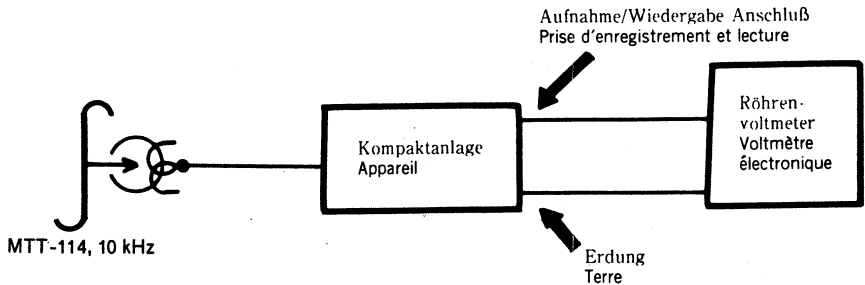 Aufnahme/Wiedergabe Anschluß
Prise d'enregistrement et lecture
Röhren-
voltmeter
Voltmètre
électronique
Kompaktanlage
Appareil
MTT-114, 10 kHz
Erdung
Terre